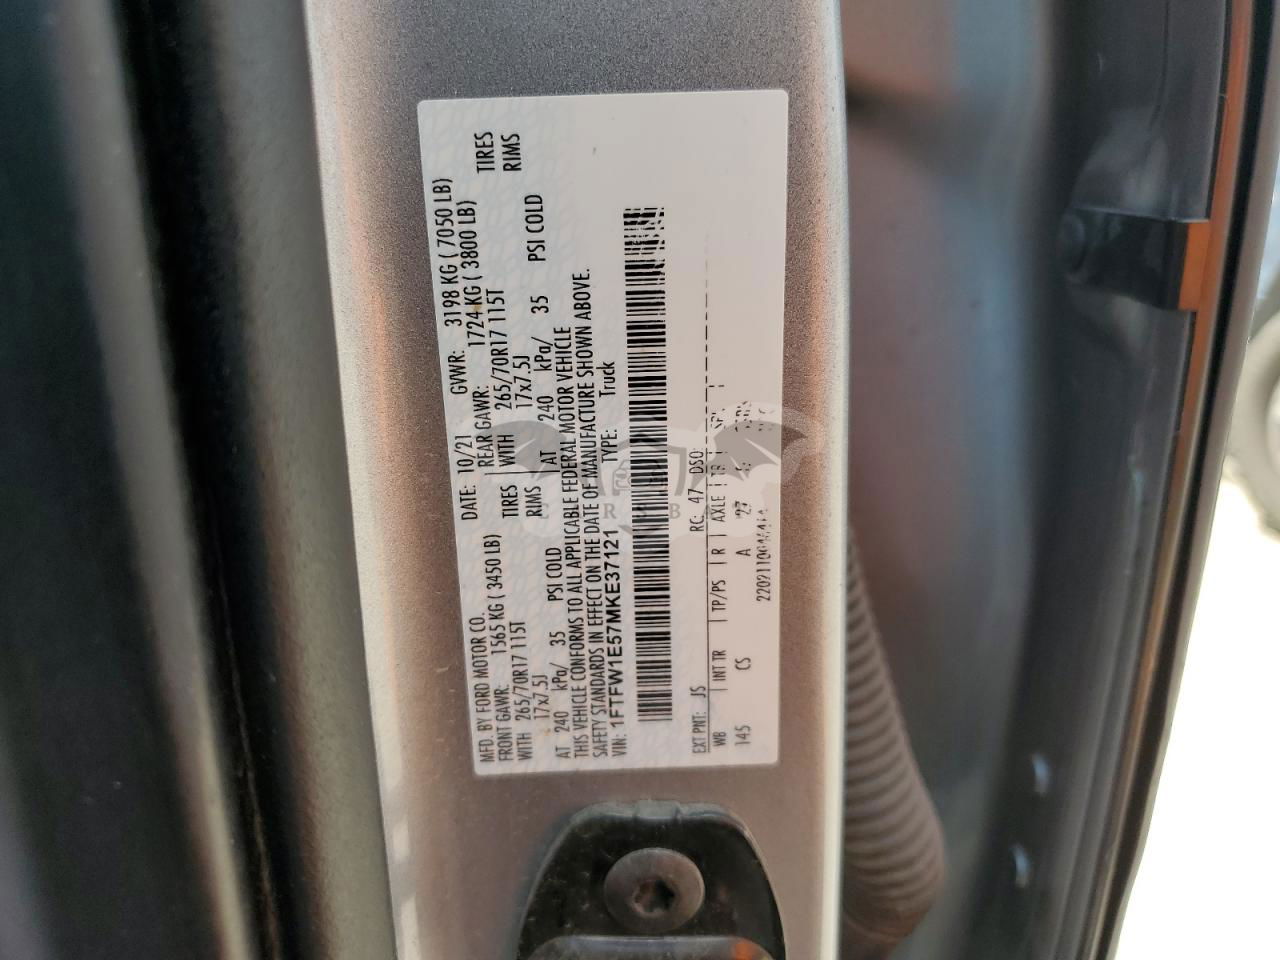 MFD. BY FORD MOTOR CO.
DATE: 10/21 GVWR: 3198 KG ( 7050 LB)
FRONT GAWR: 1565 KG ( 3450 LB) REAR GAWR: 1724 KG ( 3800 LB)
WITH 265/70R17 115T TIRES WITH 265/70R17 115T TIRES
17x7.5J RIMS 17x7.5J RIMS
AT 240 kPa/ 35 PSI COLD AT 240 kPa/ 35 PSI COLD
THIS VEHICLE CONFORMS TO ALL APPLICABLE FEDERAL MOTOR VEHICLE
SAFETY STANDARDS IN EFFECT ON THE DATE OF MANUFACTURE SHOWN ABOVE.
VIN: 1FTFW1E57MKE37121 TYPE: Truck
EXT PNT: JS RC: 47 DSO:
WB INT TR TP/PS R AXLE
145 CS A 27